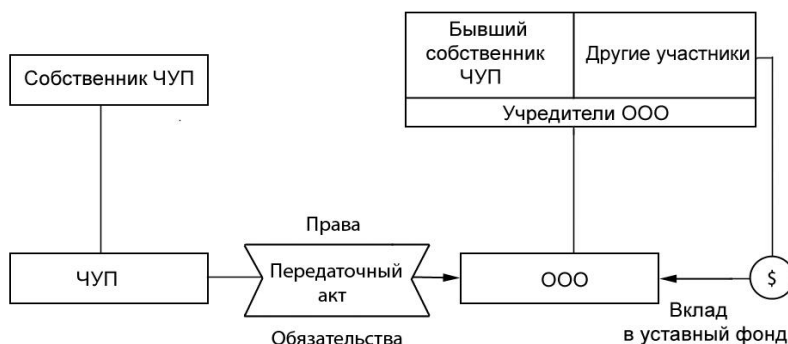 Собственник ЧУП
Бывший
собственник
ЧУП
Другие участники
Учредители ООО
Права
ЧУП
Передаточный
акт
ООО
$
Обязательства
Вклад
в уставный фонд